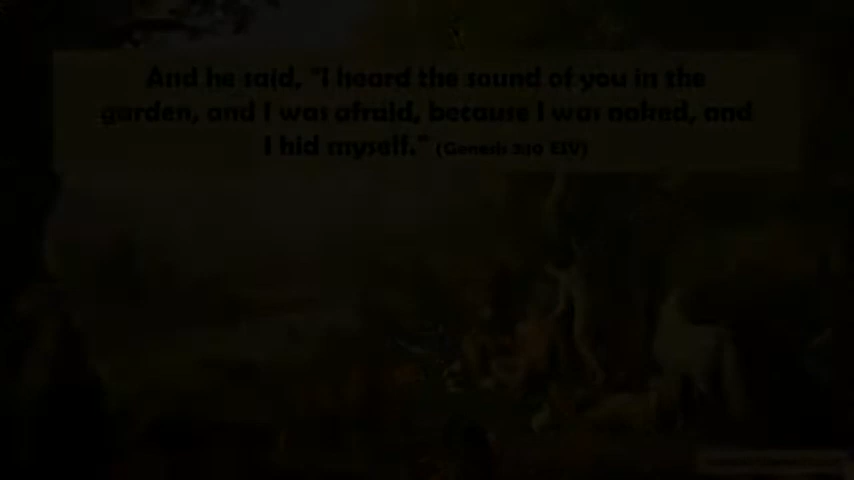 And he said, "I heard the sound of you in the
garden, and I was afraid, because I was naked, and
I hid myself." (Genesis 3:10 ESV)